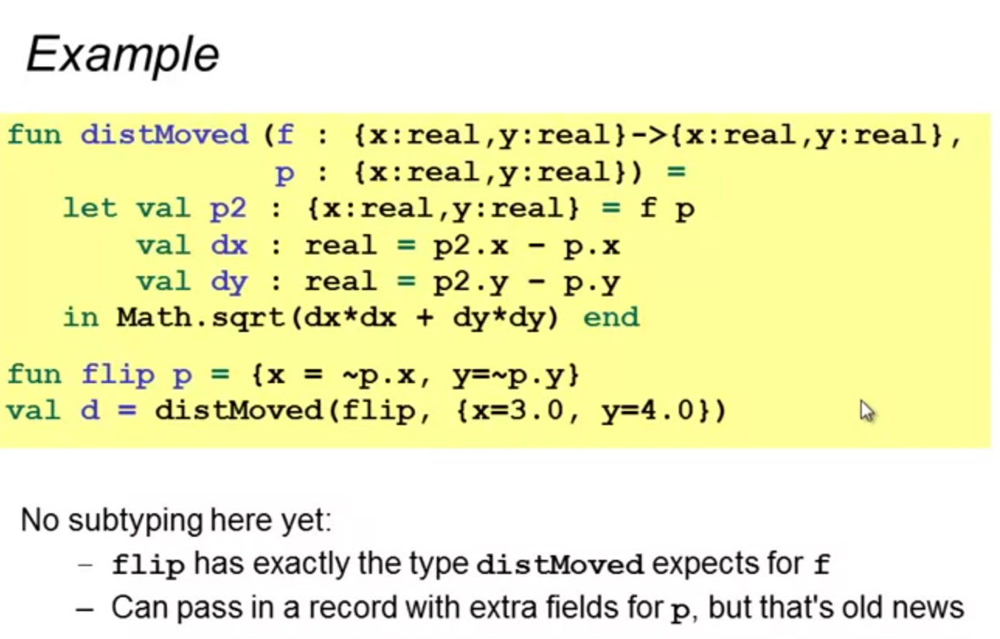 Example
fun distMoved (f : {x:real,y:real}->{x:real,y:real},
p : {x:real,y:real}) =
let val p2 : {x:real,y:real} = f p
val dx : real = p2.x - p.x
val dy : real = p2.y - p.y
in Math.sqrt(dx*dx + dy*dy) end
fun flip p = {x = ~p.x, y=~p.y}
val d = distMoved(flip, {x=3.0, y=4.0})
No subtyping here yet:
– flip has exactly the type distMoved expects for f
– Can pass in a record with extra fields for p, but that's old news